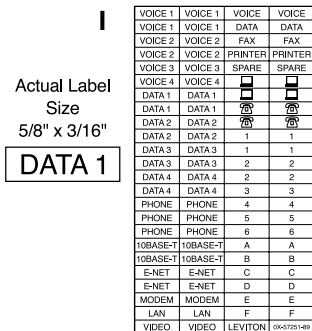 I
Actual Label
Size
5/8" x 3/16"
DATA 1
VOICE 1 VOICE 1 VOICE VOICE
VOICE 1 VOICE 1 DATA DATA
VOICE 2 VOICE 2 FAX FAX
VOICE 2 VOICE 2 PRINTER PRINTER
VOICE 3 VOICE 3 SPARE SPARE
VOICE 4 VOICE 4
DATA 1 DATA 1
DATA 1 DATA 1
DATA 2 DATA 2
DATA 2 DATA 2 1 1
DATA 3 DATA 3 1 1
DATA 3 DATA 3 2 2
DATA 4 DATA 4 2 2
DATA 4 DATA 4 3 3
PHONE PHONE 4 4
PHONE PHONE 5 5
PHONE PHONE 6 6
10BASE-T 10BASE-T A A
10BASE-T 10BASE-T B B
E-NET E-NET C C
E-NET E-NET D D
MODEM MODEM E E
LAN LAN F F
VIDEO VIDEO LEVITON 0X-57251-89